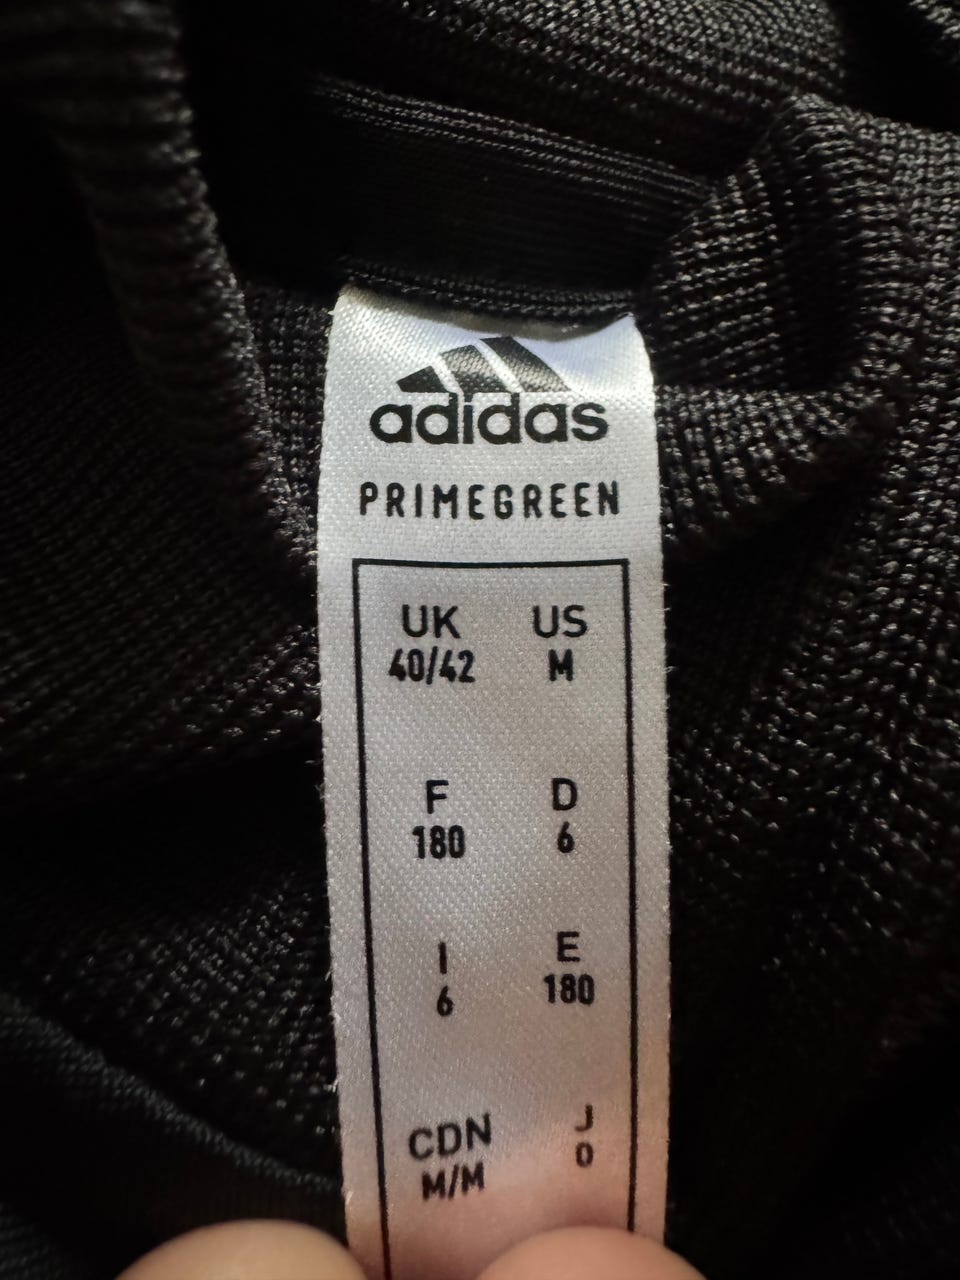 adidas
PRIMEGREEN
UK US
40/42 M
F D
180 6
I E
6 180
CDN J
M/M O